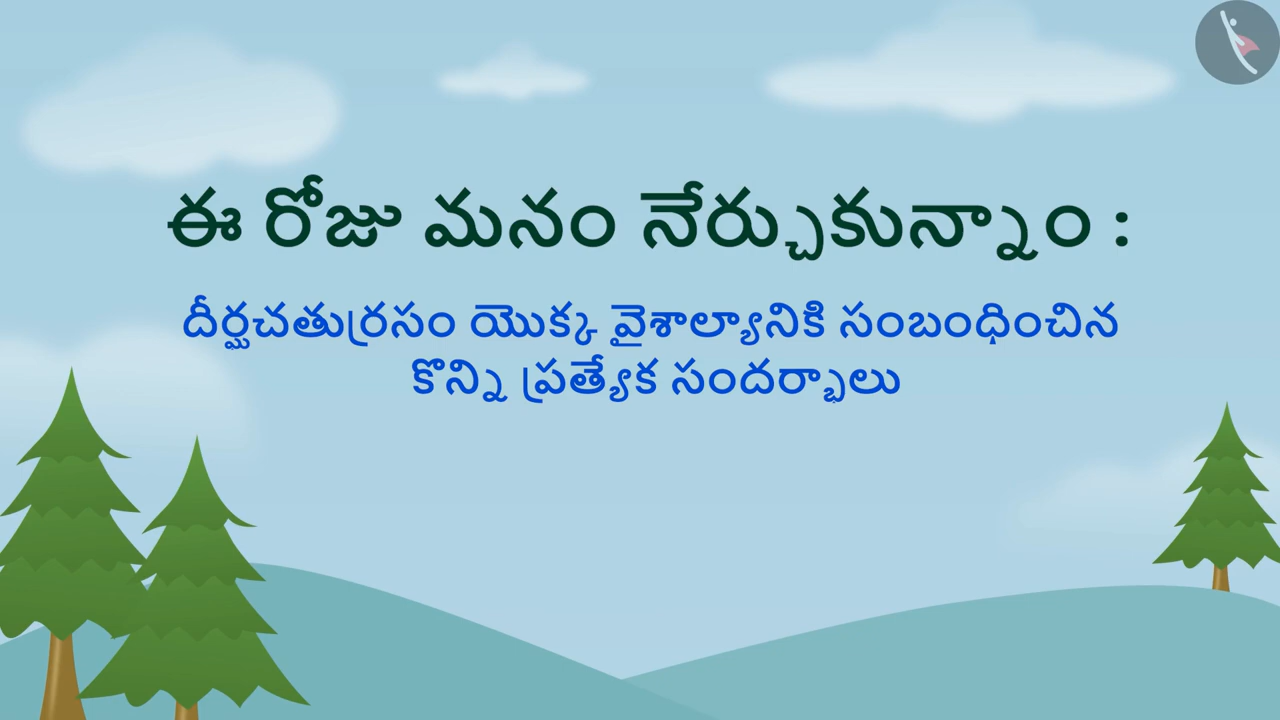 ఈ రోజు మనం నేర్చుకున్నాం :
దీర్ఘచతుర్రసం యొక్క వైశాల్యానికి సంబంధించిన
కొన్ని ప్రత్యేక సందర్భాలు